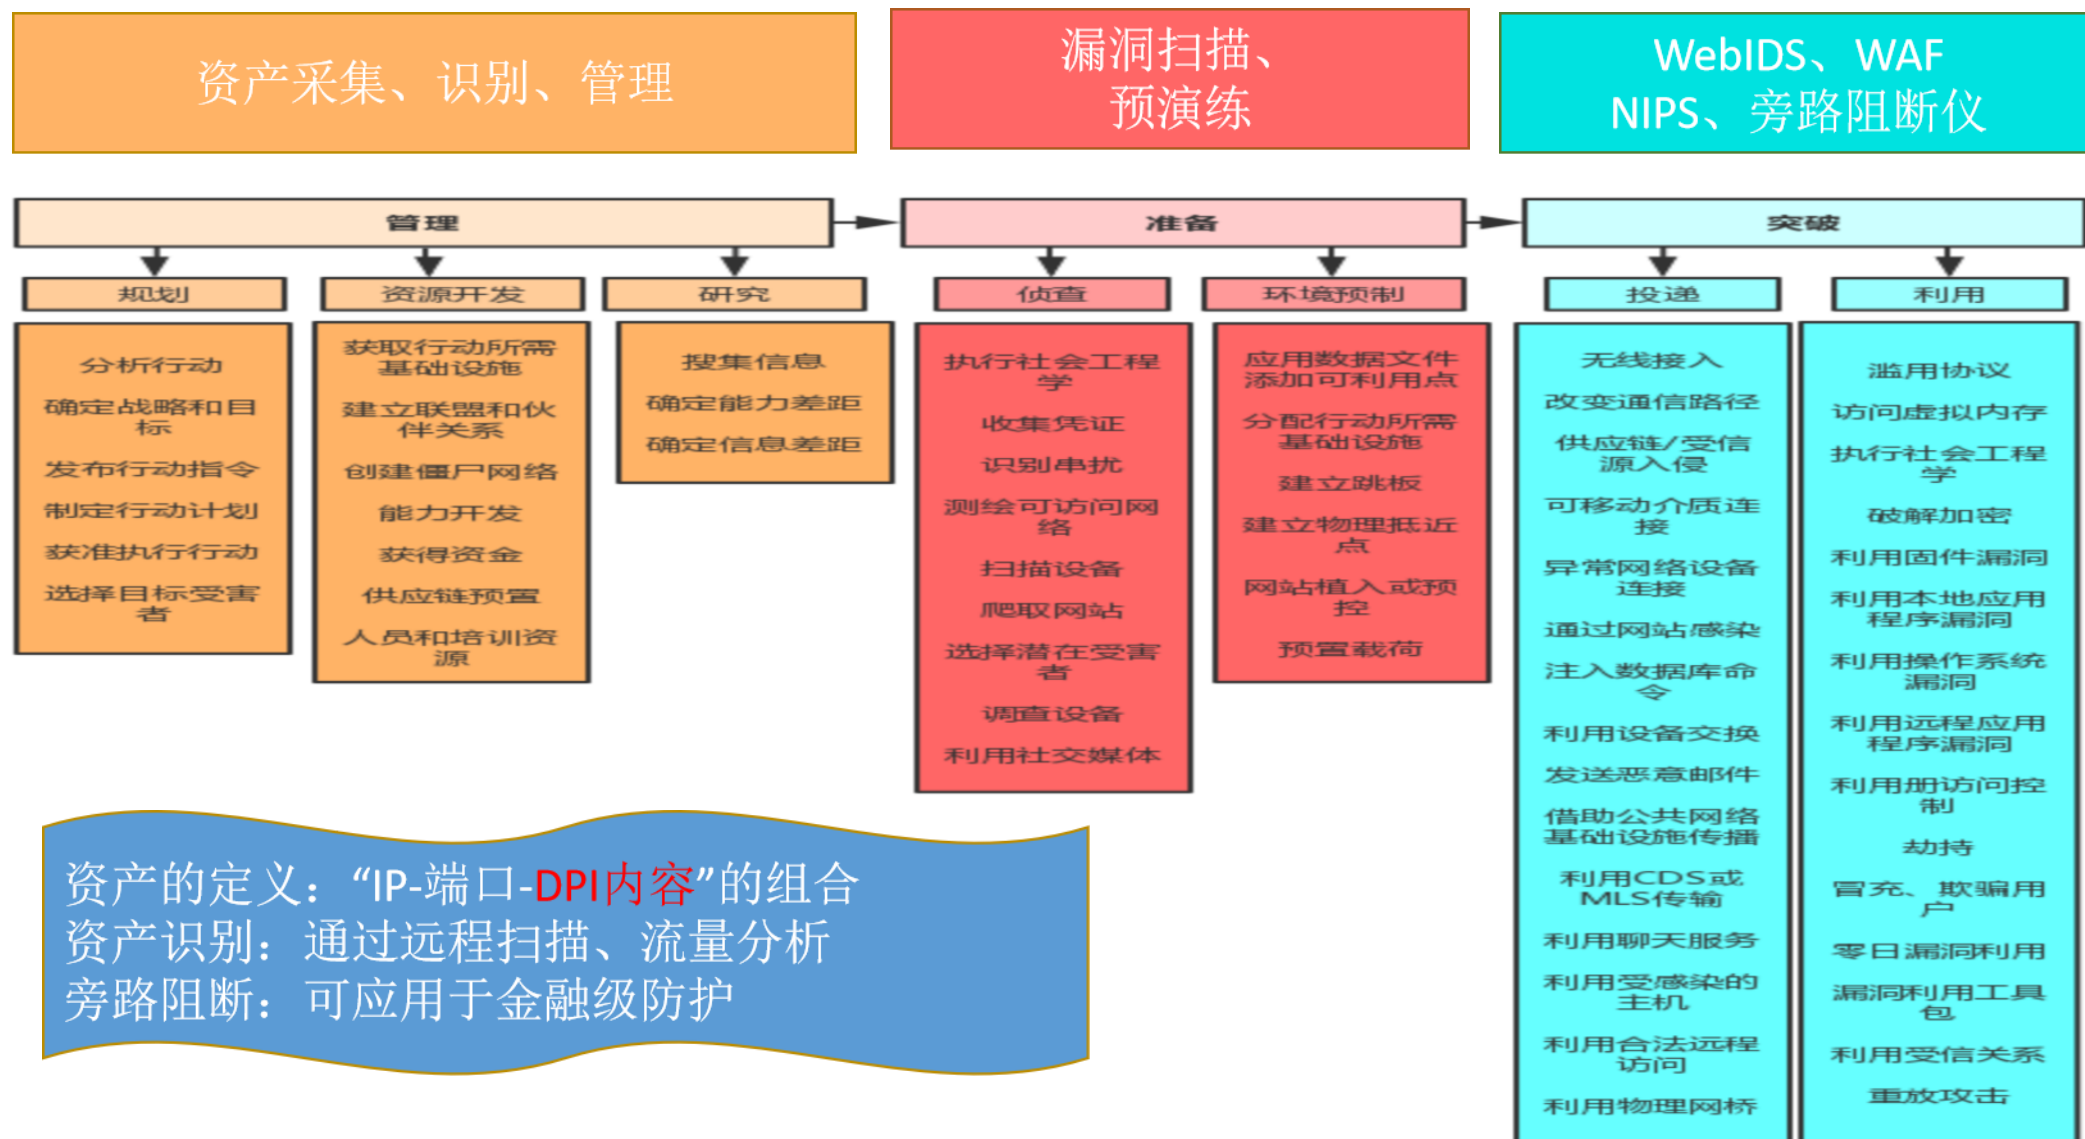 资产采集、识别、管理
漏洞扫描、
预演练
WebIDS、WAF
NIPS、旁路阻断仪
管理
准备
突破
规划
资源开发
研究
侦查
环境预制
投递
利用
分析行动
确定战略和目
标
发布行动指令
制定行动计划
获准执行行动
选择目标受害
者
获取行动所需
基础设施
建立联盟和伙
伴关系
创建僵尸网络
能力开发
获得资金
供应链预置
人员和培训资
源
搜集信息
确定能力差距
确定信息差距
执行社会工程
学
收集凭证
识别串扰
测绘可访问网
络
扫描设备
爬取网站
选择潜在受害
者
调查设备
利用社交媒体
应用数据文件
添加可利用点
分配行动所需
基础设施
建立跳板
建立物理抵近
点
网站植入或预
控
预置载荷
无线接入
改变通信路径
供应链/受信
源入侵
可移动介质连
接
异常网络设备
连接
通过网站感染
注入数据库命
令
利用设备交换
发送恶意邮件
借助公共网络
基础设施传播
利用CDS或
MLS传输
利用聊天服务
利用受感染的
主机
利用合法远程
访问
利用物理网桥
滥用协议
访问虚拟内存
执行社会工程
学
破解加密
利用固件漏洞
利用本地应用
程序漏洞
利用操作系统
漏洞
利用远程应用
程序漏洞
利用册访问控
制
劫持
冒充、欺骗用
户
零日漏洞利用
漏洞利用工具
包
利用受信关系
重放攻击
资产的定义：“IP-端口-DPI内容”的组合
资产识别：通过远程扫描、流量分析
旁路阻断：可应用于金融级防护